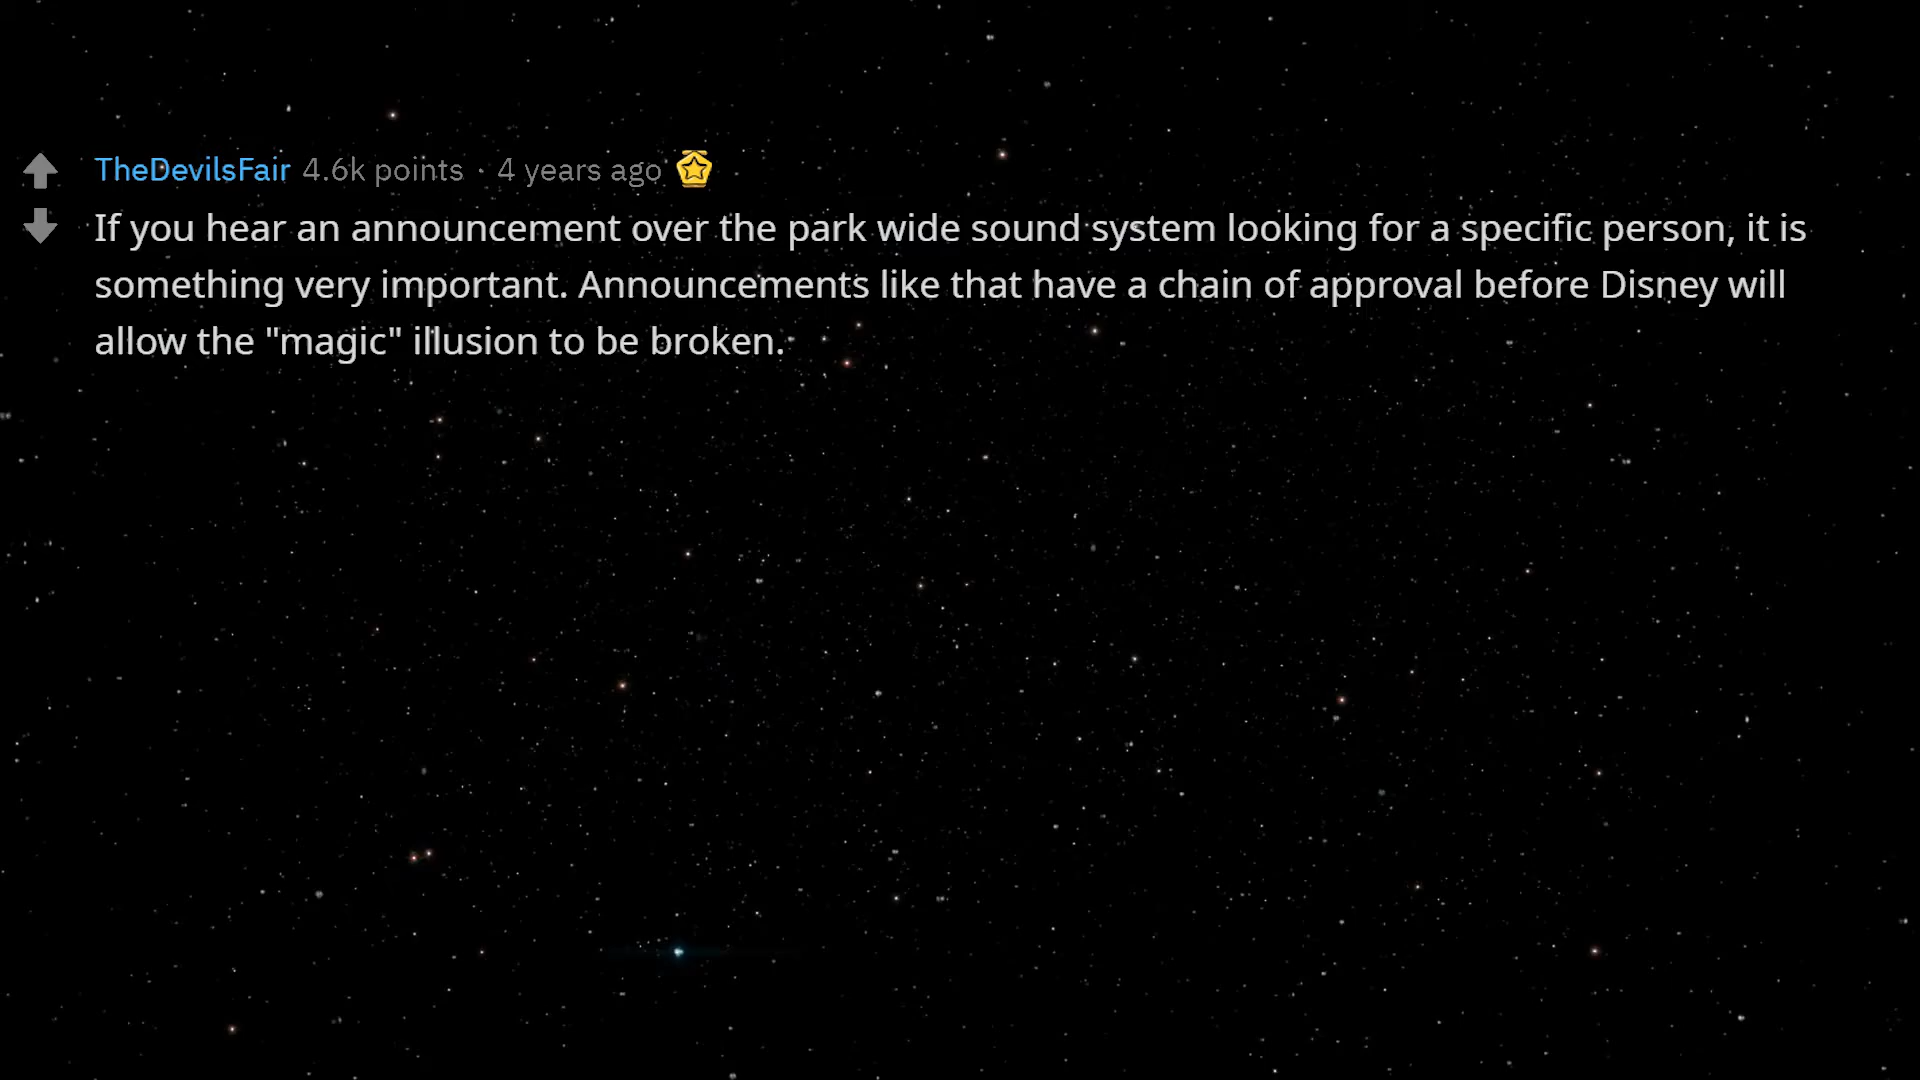 TheDevilsFair 4.6k points · 4 years ago
If you hear an announcement over the park wide sound system looking for a specific person, it is
something very important. Announcements like that have a chain of approval before Disney will
allow the "magic" illusion to be broken.